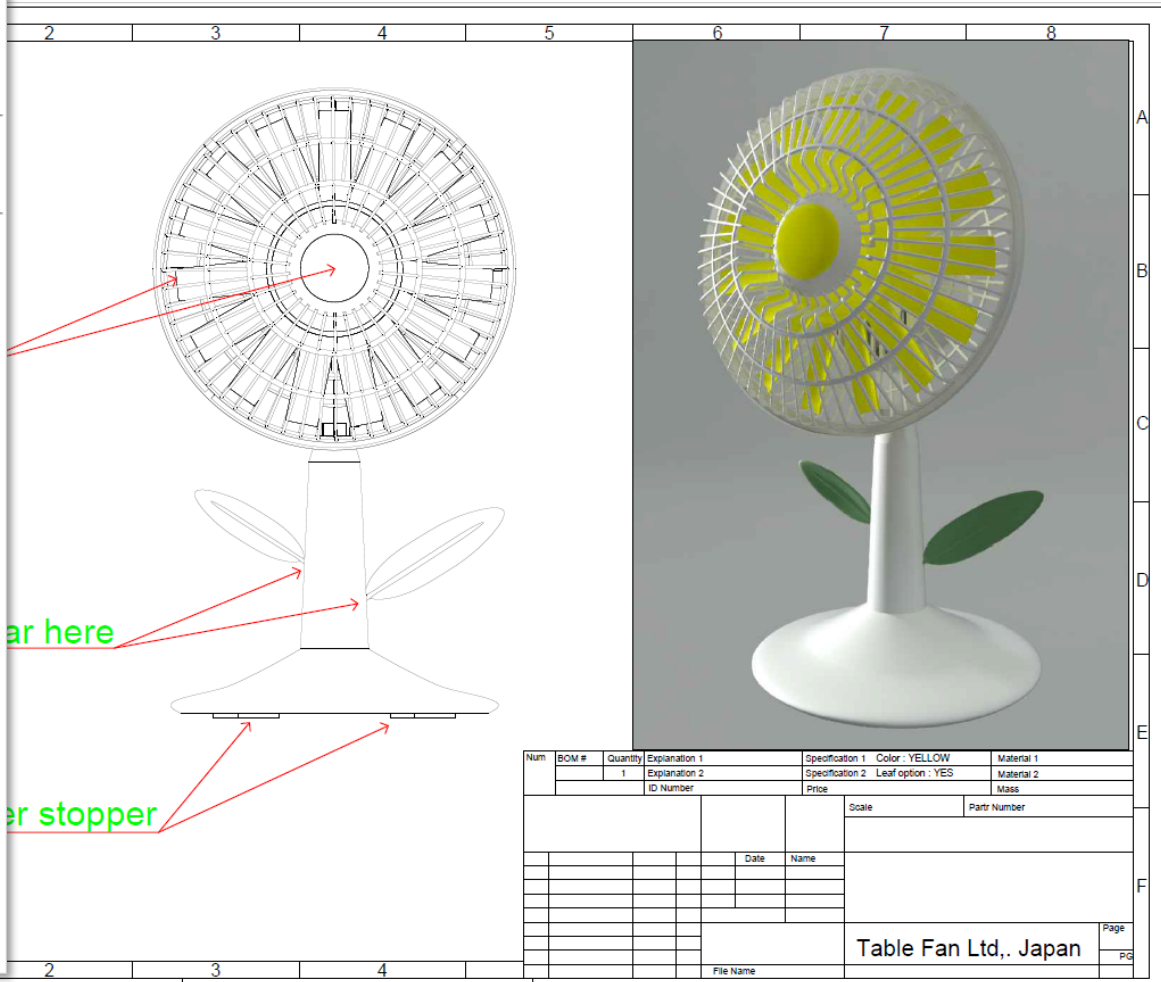 2 3 4 5 6 7 8
A
B
C
D
ar here
E
er stopper
Num BOM # Quantity Explanation 1 Specification 1 Color : YELLOW Material 1
1 Explanation 2 Specification 2 Leaf option : YES Material 2
ID Number Price Mass
Scale Partr Number
Date Name
F
Page
Table Fan Ltd,. Japan
PG
File Name
2 3 4